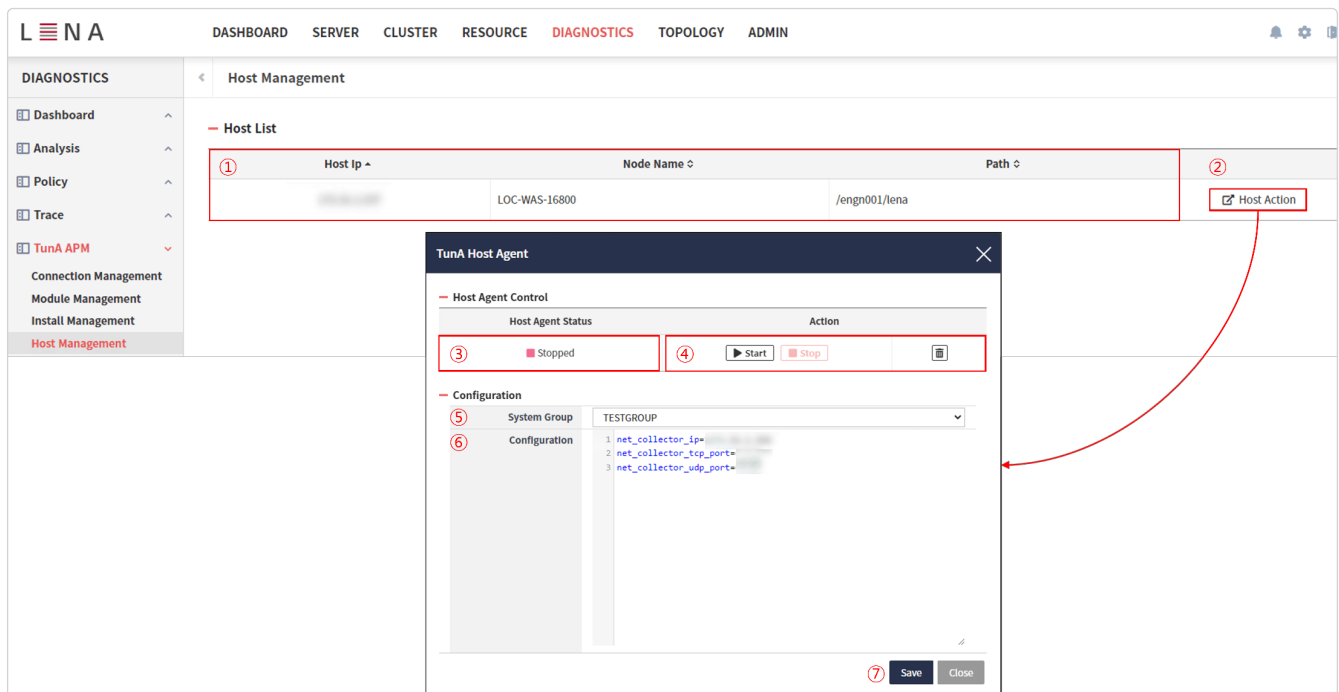 LENA
DASHBOARD SERVER CLUSTER RESOURCE DIAGNOSTICS TOPOLOGY ADMIN
DIAGNOSTICS
Host Management
Dashboard
Analysis
Policy
Trace
TunA APM
Connection Management
Module Management
Install Management
Host Management
Host List
① Host Ip Node Name Path ②
LOC-WAS-16800 /engn001/lena Host Action
TunA Host Agent
Host Agent Control
Host Agent Status Action
③ Stopped ④ Start Stop
Configuration
⑤ System Group TESTGROUP
⑥ Configuration
1 net_collector_ip=
2 net_collector_tcp_port=
3 net_collector_udp_port=
⑦ Save Close